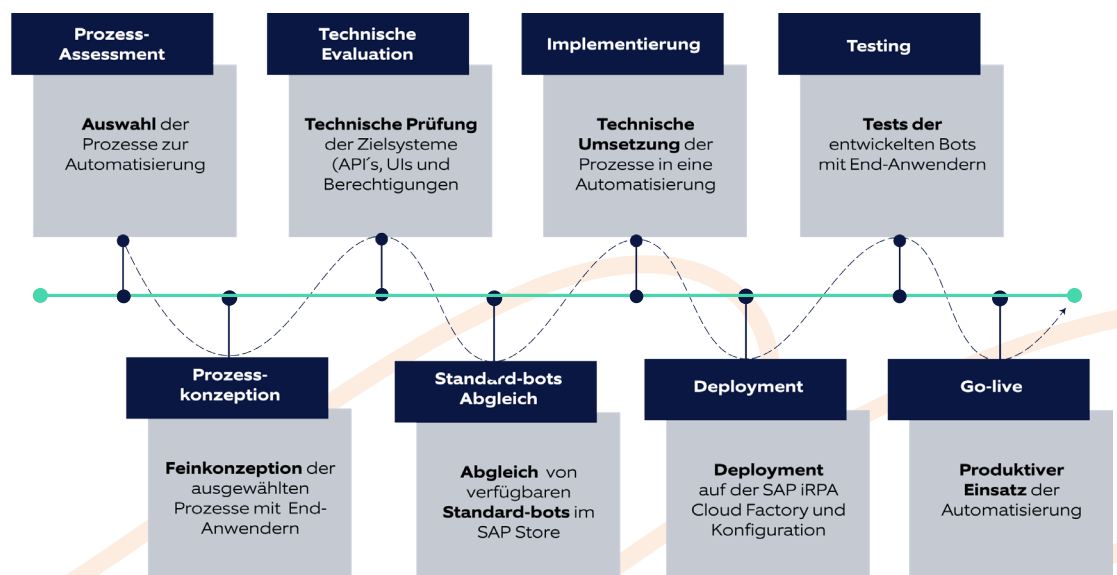 Prozess-
Assessment
Auswahl der
Prozesse zur
Automatisierung
Prozess-
konzeption
Feinkonzeption der
ausgewählten
Prozesse mit End-
Anwendern
Technische
Evaluation
Technische Prüfung
der Zielsysteme
(API´s, UIs und
Berechtigungen
Standard-bots
Abgleich
Abgleich von
verfügbaren
Standard-bots im
SAP Store
Implementierung
Technische
Umsetzung der
Prozesse in eine
Automatisierung
Deployment
Deployment
auf der SAP iRPA
Cloud Factory und
Konfiguration
Testing
Tests der
entwickelten Bots
mit End-Anwendern
Go-live
Produktiver
Einsatz der
Automatisierung